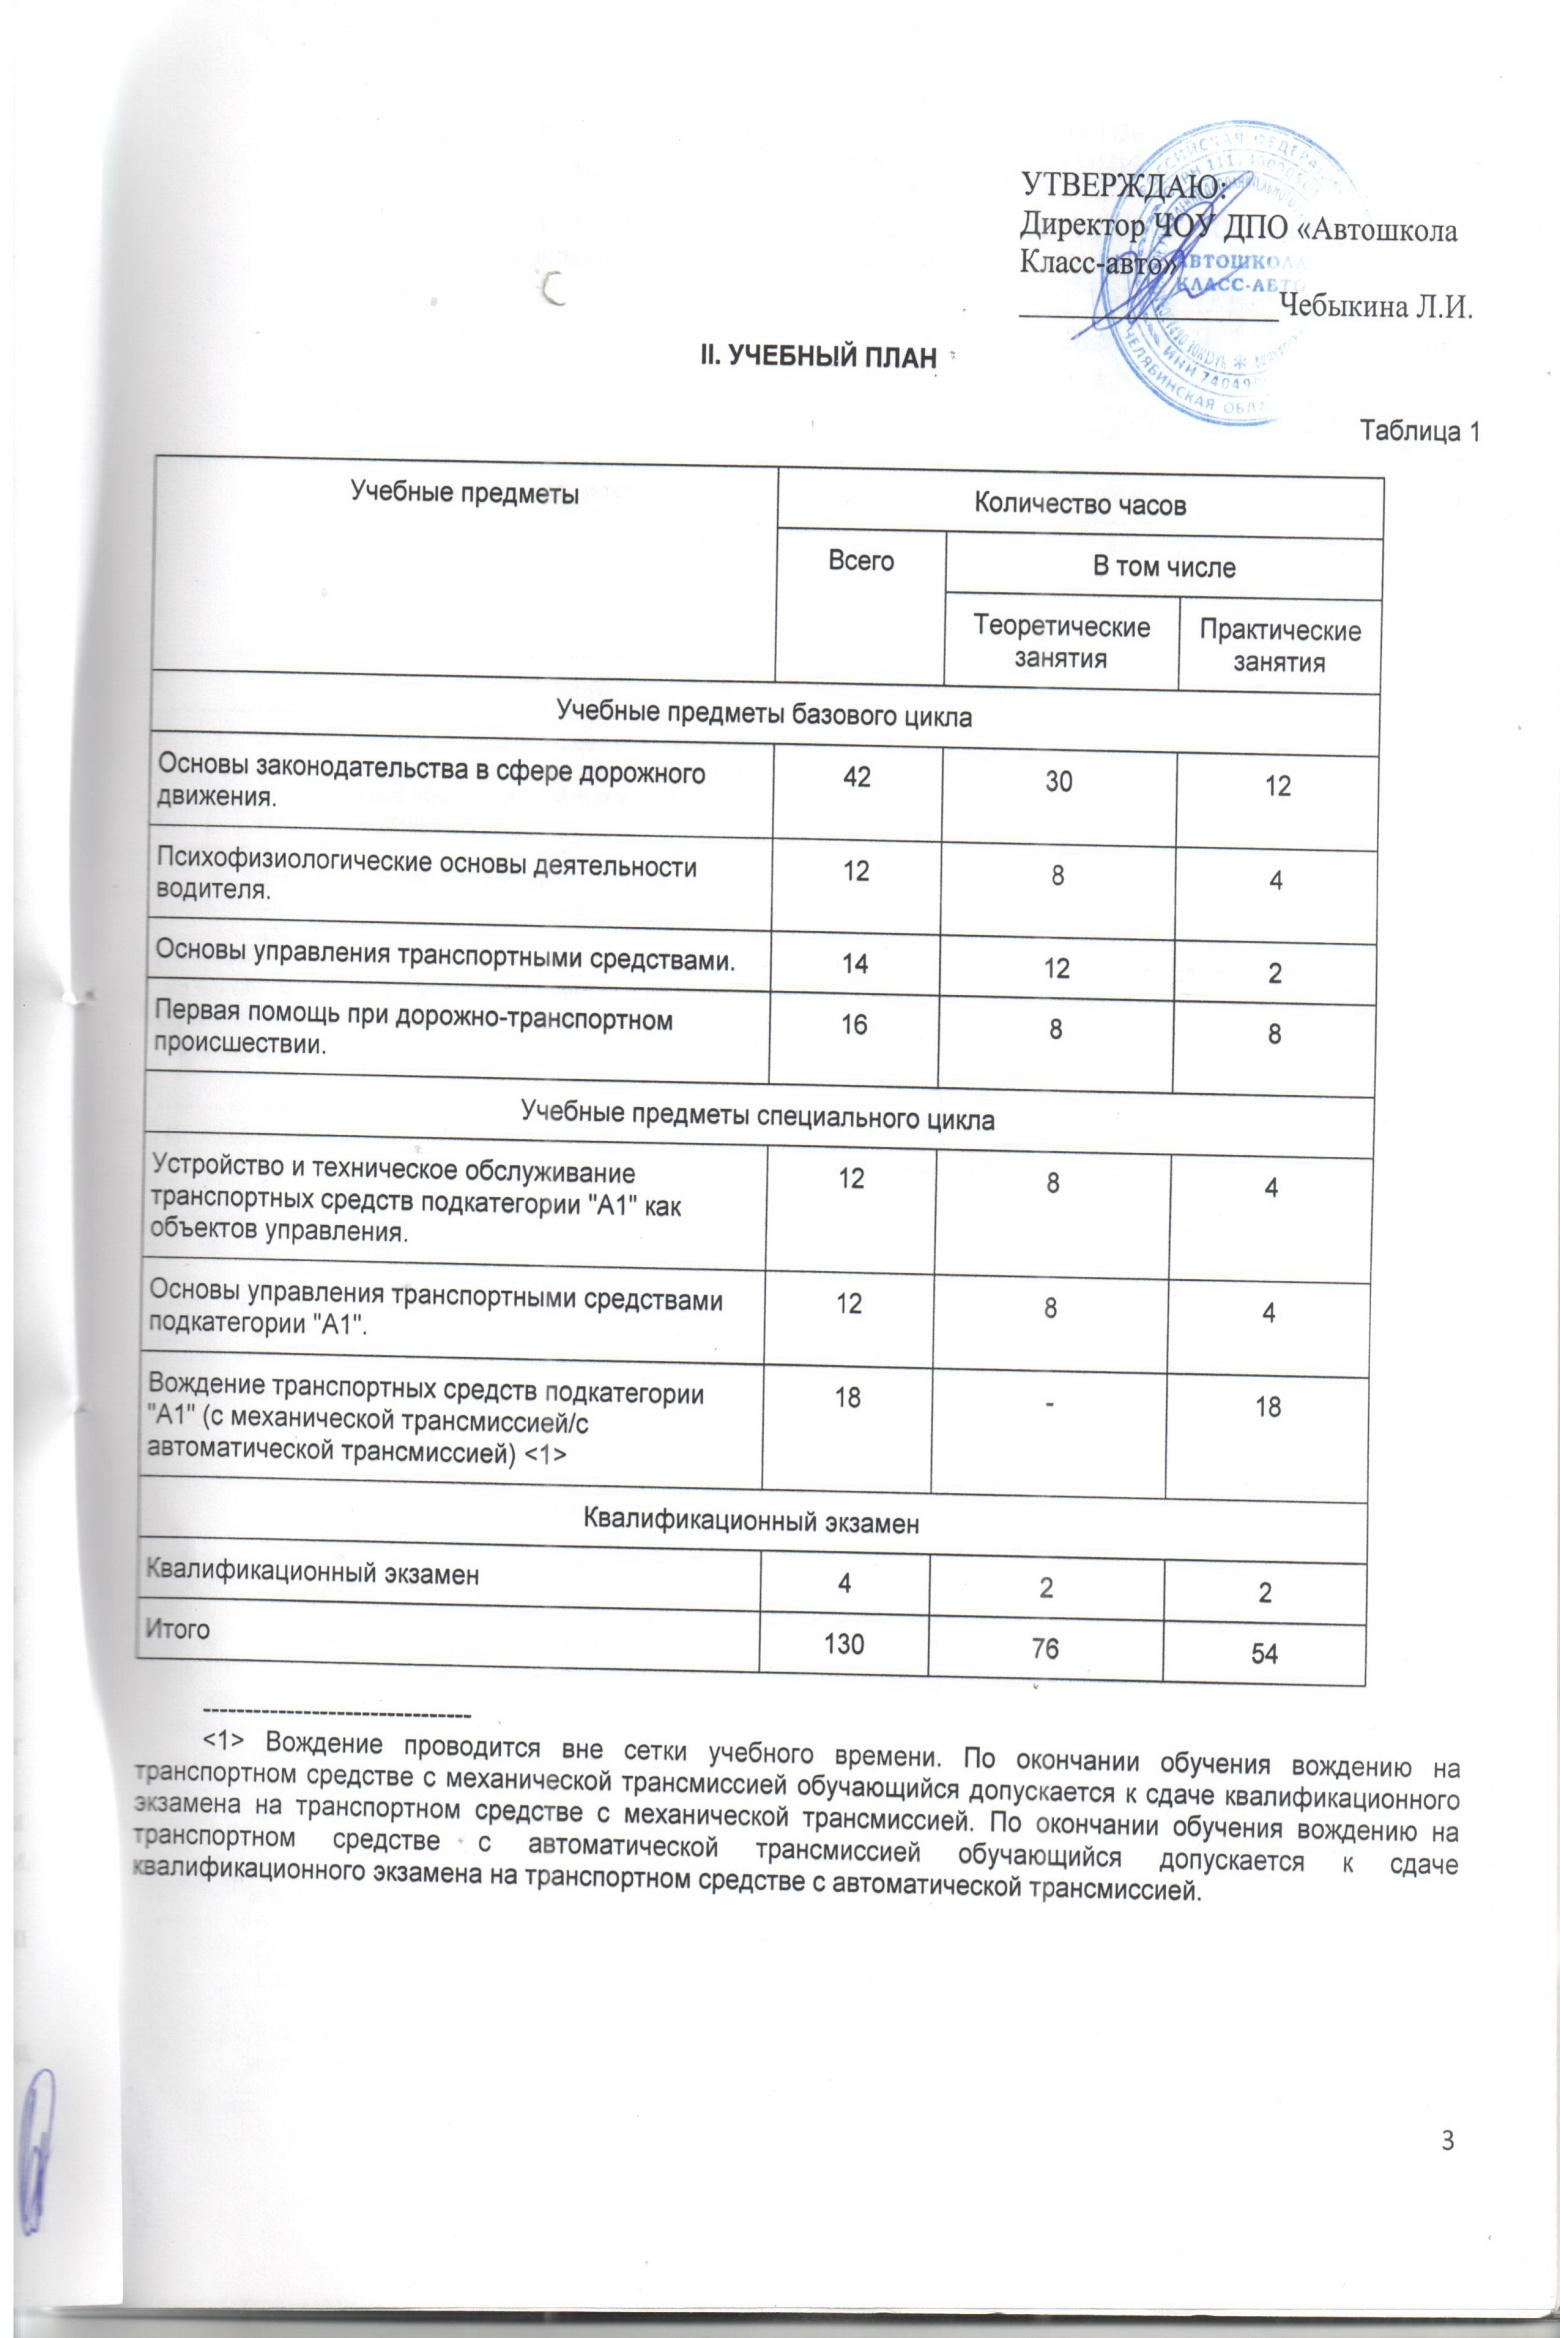 УТВЕРЖДАЮ:
Директор ЧОУ ДПО «Автошкола
Класс-авто»
Чебыкина Л.И.
АВТОШКОЛА
КЛАСС-АВТО
II. УЧЕБНЫЙ ПЛАН
Таблица 1
Учебные предметы
Количество часов
Всего
В том числе
Теоретические занятия
Практические занятия
Учебные предметы базового цикла
Основы законодательства в сфере дорожного 42 30 12
движения.
Психофизиологические основы деятельности 12 8 4
водителя.
Основы управления транспортными средствами. 14 12 2
Первая помощь при дорожно-транспортном 16 8 8
происшествии.
Учебные предметы специального цикла
Устройство и техническое обслуживание 12 8 4
транспортных средств подкатегории "А1" как
объектов управления.
Основы управления транспортными средствами 12 8 4
подкатегории "А1".
Вождение транспортных средств подкатегории 18 - 18
"А1" (с механической трансмиссией/с
автоматической трансмиссией) <1>
Квалификационный экзамен
Квалификационный экзамен 4 2 2
Итого 130 76 54
--------------------------------
<1> Вождение проводится вне сетки учебного времени. По окончании обучения вождению на
транспортном средстве с механической трансмиссией обучающийся допускается к сдаче квалификационного
экзамена на транспортном средстве с механической трансмиссией. По окончании обучения вождению на
транспортном средстве с автоматической трансмиссией обучающийся допускается к сдаче
квалификационного экзамена на транспортном средстве с автоматической трансмиссией.
3